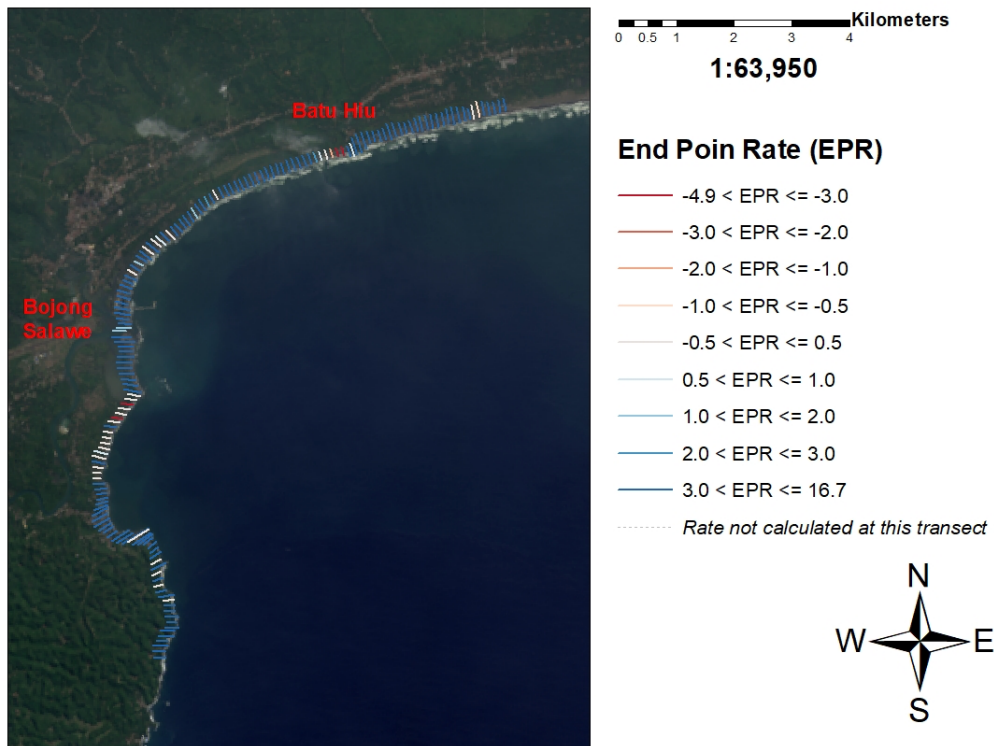 Batu Hiu
Bojong
Salawe
Kilometers
0 0.5 1 2 3 4
1:63,950
End Poin Rate (EPR)
-4.9 < EPR <= -3.0
-3.0 < EPR <= -2.0
-2.0 < EPR <= -1.0
-1.0 < EPR <= -0.5
-0.5 < EPR <= 0.5
0.5 < EPR <= 1.0
1.0 < EPR <= 2.0
2.0 < EPR <= 3.0
3.0 < EPR <= 16.7
Rate not calculated at this transect
N
W E
S